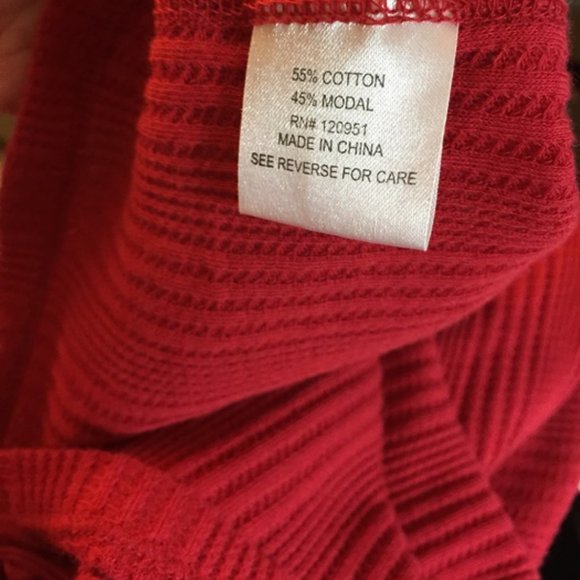 55% COTTON
45% MODAL
RN# 120951
MADE IN CHINA
SEE REVERSE FOR CARE